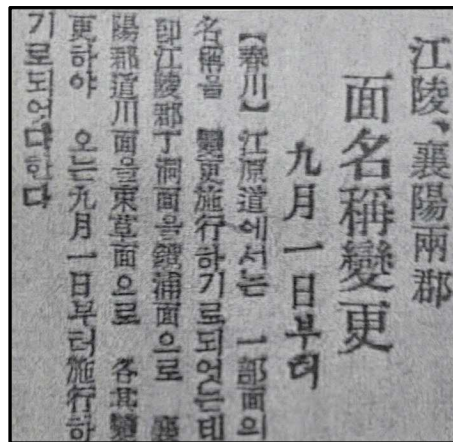 江陵、襄陽兩郡
面名稱變更
九月一日부터
【春川】江原道에서는 一部面의
名稱을 變更施行하기로되엇는데
卽江陵郡丁洞面을鏡浦面으로 襄
陽郡道川面을束草面으로 各其變
更하야 오는九月一日부터施行하
기로되엇다한다